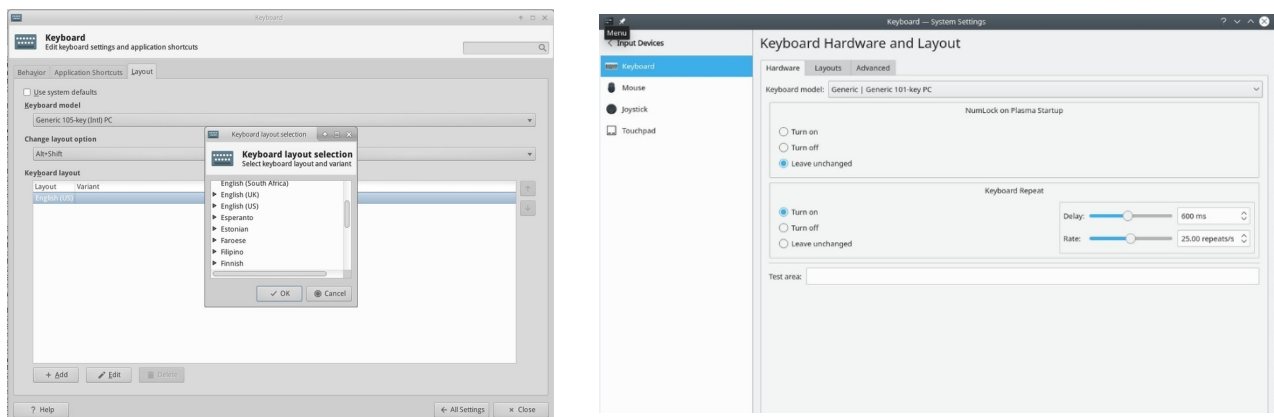 Keyboard
Keyboard
Edit keyboard settings and application shortcuts
Behavior Application Shortcuts Layout
Use system defaults
Keyboard model
Generic 105-key (Intl) PC
Change layout option
Alt+Shift
Keyboard layout
Layout Variant
English (US)
Keyboard layout selection
Keyboard layout selection
Select keyboard layout and variant
English (South Africa)
English (UK)
English (US)
Esperanto
Estonian
Faroese
Filipino
Finnish
OK Cancel
Add Edit Delete
Help All Settings Close
Keyboard — System Settings
Menu
Input Devices
Keyboard
Mouse
Joystick
Touchpad
Keyboard Hardware and Layout
Hardware Layouts Advanced
Keyboard model: Generic | Generic 101-key PC
NumLock on Plasma Startup
Turn on
Turn off
Leave unchanged
Keyboard Repeat
Turn on
Turn off
Leave unchanged
Delay: 600 ms
Rate: 25.00 repeats/s
Test area: